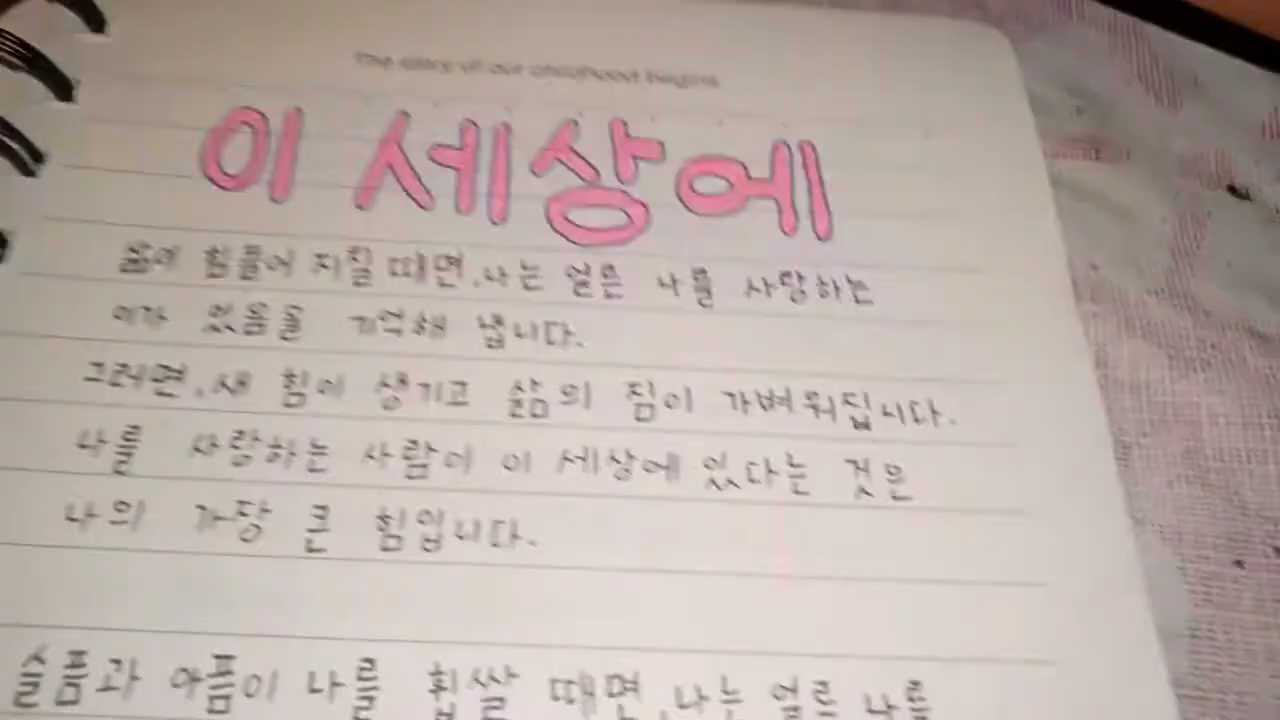 The story of our childhood begins
이 세상에
몸이 힘들어 지칠 때면, 나는 얼른 나를 사랑하는
이가 있음을 기억해 냅니다.
그러면, 새 힘이 생기고 삶의 짐이 가벼워집니다.
나를 사랑하는 사람이 이 세상에 있다는 것은
나의 가장 큰 힘입니다.
슬픔과 아픔이 나를 휩쌀 때면, 나는 얼른 나를